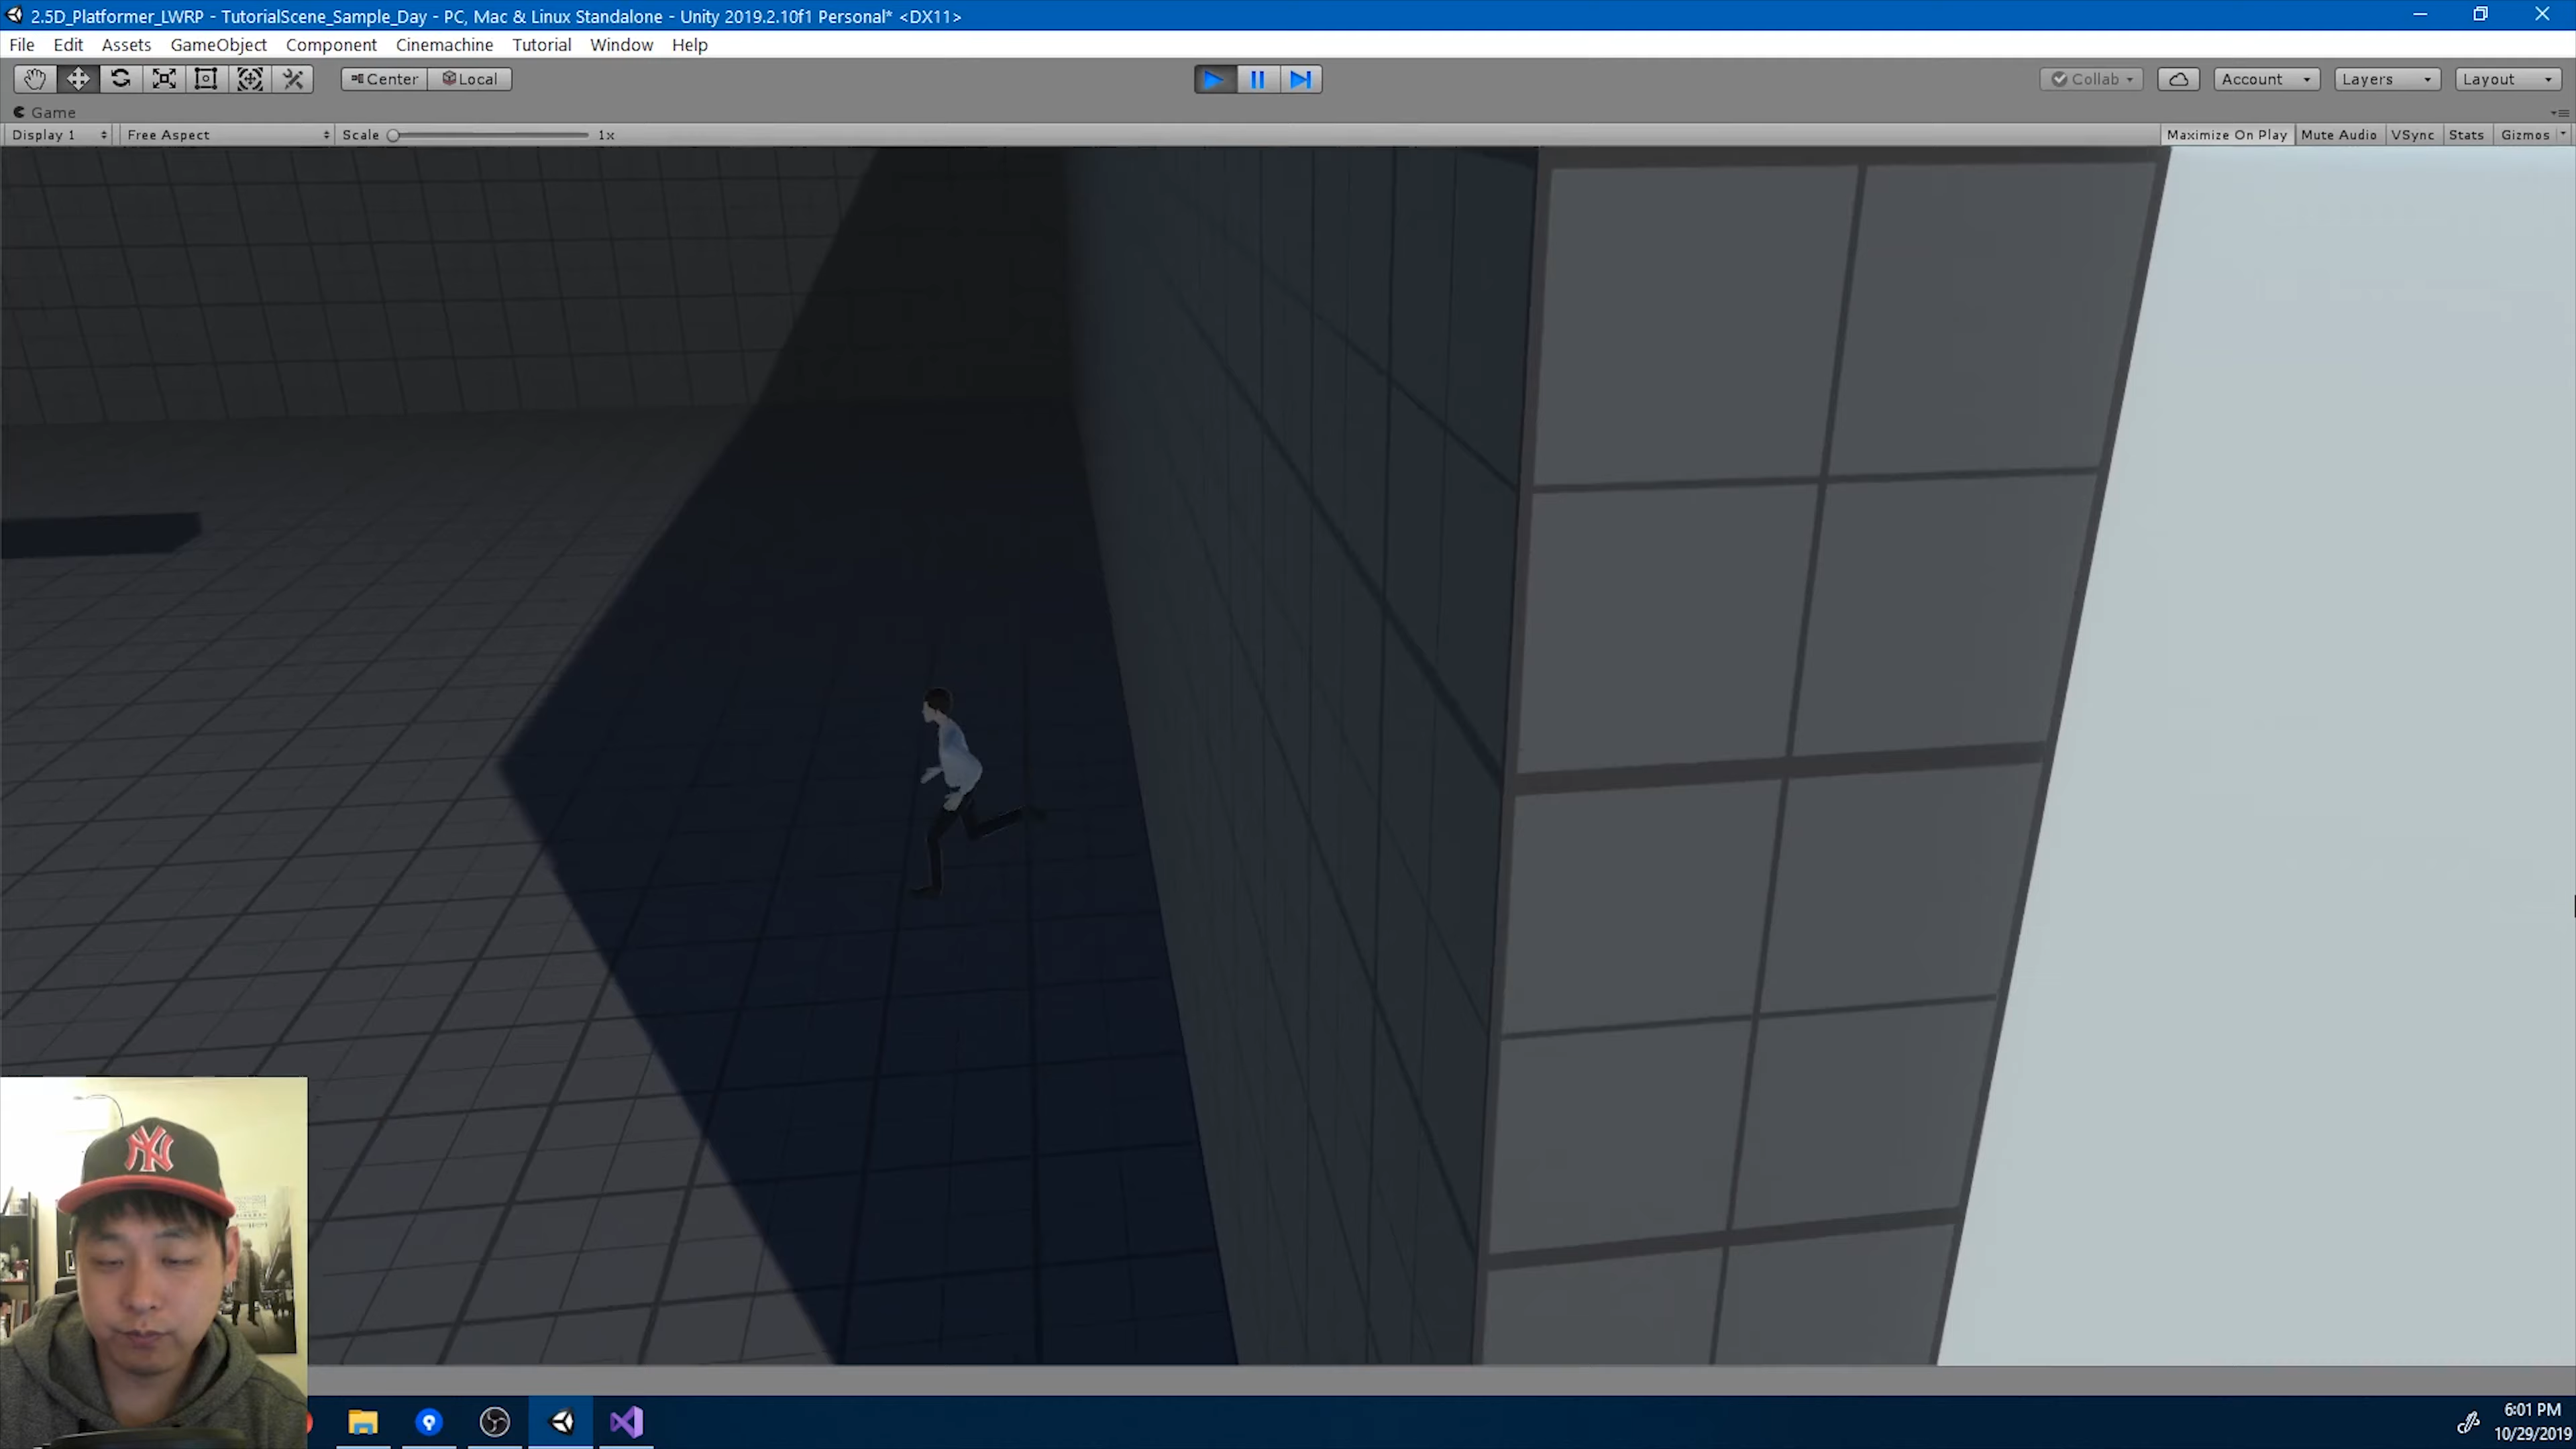 2.5D_Platformer_LWRP - TutorialScene_Sample_Day - PC, Mac & Linux Standalone - Unity 2019.2.10f1 Personal* <DX11>
File Edit Assets GameObject Component Cinemachine Tutorial Window Help
Center Local Collab Account Layers Layout
Game
Display 1 Free Aspect Scale 1x Maximize On Play Mute Audio VSync Stats Gizmos
NY
6:01 PM
10/29/2019